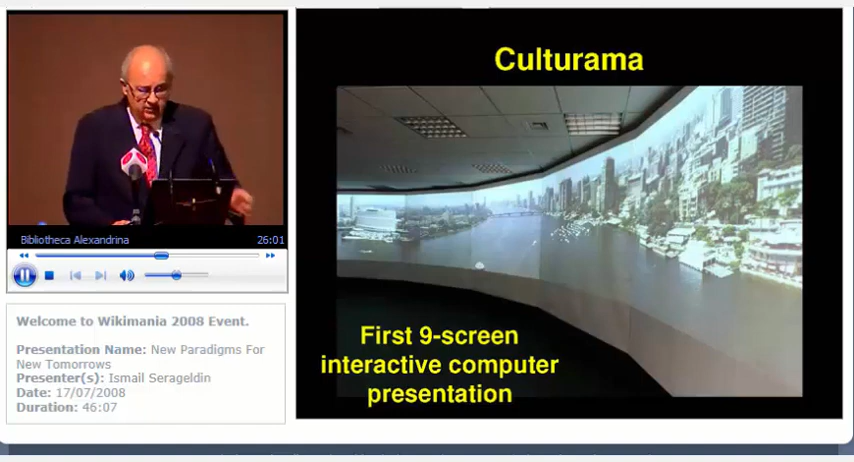 Bibliotheca Alexandrina
26:01
Welcome to Wikimania 2008 Event.
Presentation Name: New Paradigms For
New Tomorrows
Presenter(s): Ismail Serageldin
Date: 17/07/2008
Duration: 46:07
Culturama
First 9-screen
interactive computer
presentation